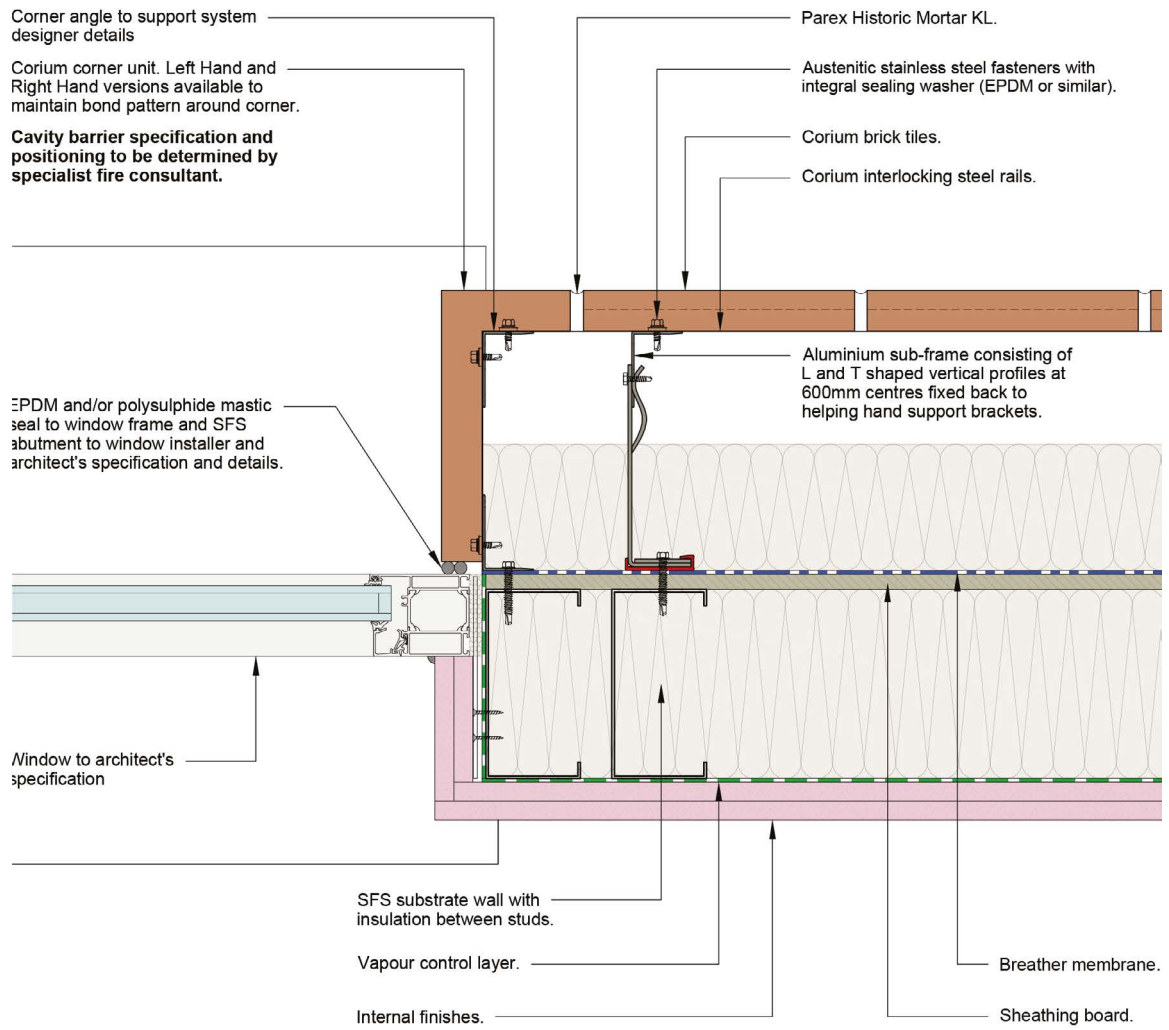 Corner angle to support system
designer details
Corium corner unit. Left Hand and
Right Hand versions available to
maintain bond pattern around corner.
Cavity barrier specification and
positioning to be determined by
specialist fire consultant.
Parex Historic Mortar KL.
Austenitic stainless steel fasteners with
integral sealing washer (EPDM or similar).
Corium brick tiles.
Corium interlocking steel rails.
Aluminium sub-frame consisting of
L and T shaped vertical profiles at
600mm centres fixed back to
helping hand support brackets.
EPDM and/or polysulphide mastic
seal to window frame and SFS
abutment to window installer and
architect's specification and details.
Window to architect's
specification
SFS substrate wall with
insulation between studs.
Vapour control layer.
Internal finishes.
Breather membrane.
Sheathing board.